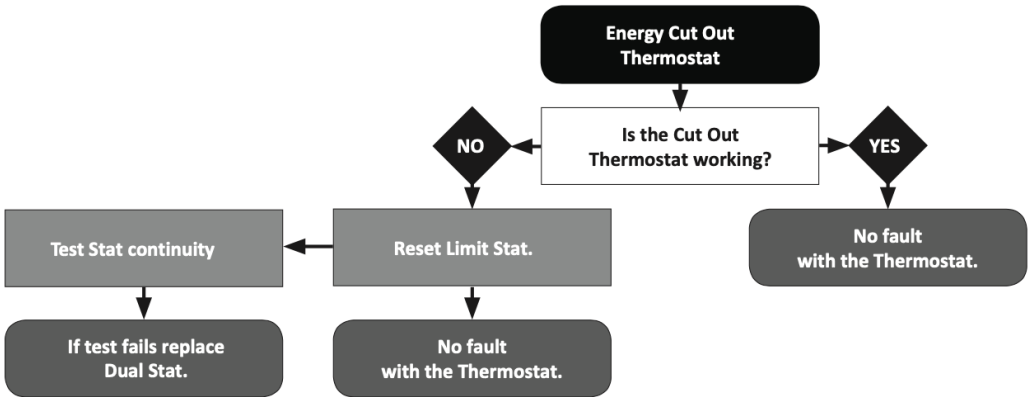 Energy Cut Out
Thermostat
Is the Cut Out
Thermostat working?
NO
YES
Test Stat continuity
Reset Limit Stat.
No fault
with the Thermostat.
If test fails replace
Dual Stat.
No fault
with the Thermostat.